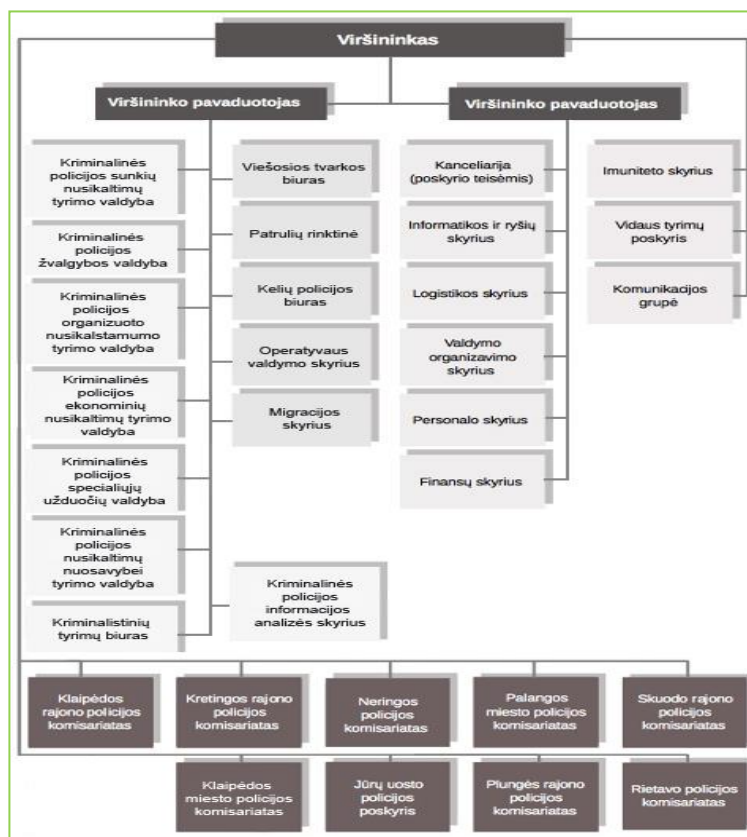 Viršininkas
Viršininko pavaduotojas
Viršininko pavaduotojas
Kriminalinės
policijos sunkių
nusikaltimų
tyrimo valdyba
Kriminalinės
policijos
žvalgybos valdyba
Kriminalinės
policijos
organizuoto
nusikalstamumo
tyrimo valdyba
Kriminalinės
policijos
ekonominių
nusikaltimų tyrimo
valdyba
Kriminalinės
policijos
specialiųjų
užduočių valdyba
Kriminalinės
policijos
nusikaltimų
nuosavybei
tyrimo valdyba
Kriminalistinių
tyrimų biuras
Viešosios tvarkos
biuras
Patrulių rinktinė
Kelių policijos
biuras
Operatyvaus
valdymo skyrius
Migracijos
skyrius
Kriminalinės
policijos
informacijos
analizės skyrius
Kanceliarija
(poskyrio teisėmis)
Informatikos ir ryšių
skyrius
Logistikos skyrius
Valdymo
organizavimo
skyrius
Personalo skyrius
Finansų skyrius
Imuniteto skyrius
Vidaus tyrimų
poskyris
Komunikacijos
grupė
Klaipėdos
rajono policijos
komisariatas
Kretingos rajono
policijos
komisariatas
Neringos
policijos
komisariatas
Palangos
miesto policijos
komisariatas
Skuodo rajono
policijos
komisariatas
Klaipėdos
miesto policijos
komisariatas
Jūrų uosto
policijos
poskyris
Plungės rajono
policijos
komisariatas
Rietavo policijos
komisariatas